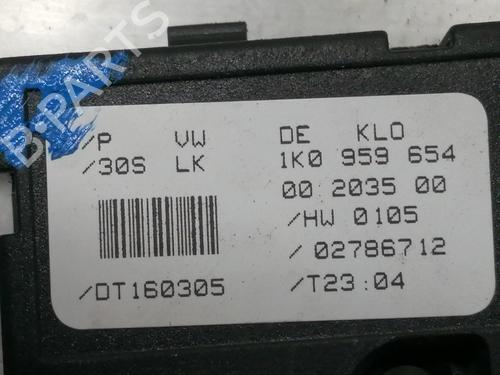 B-PARTS
/P VW DE KLO
/30S LK 1K0 959 654
00 2035 00
/HW 0105
/02786712
/DT160305 /T23:04